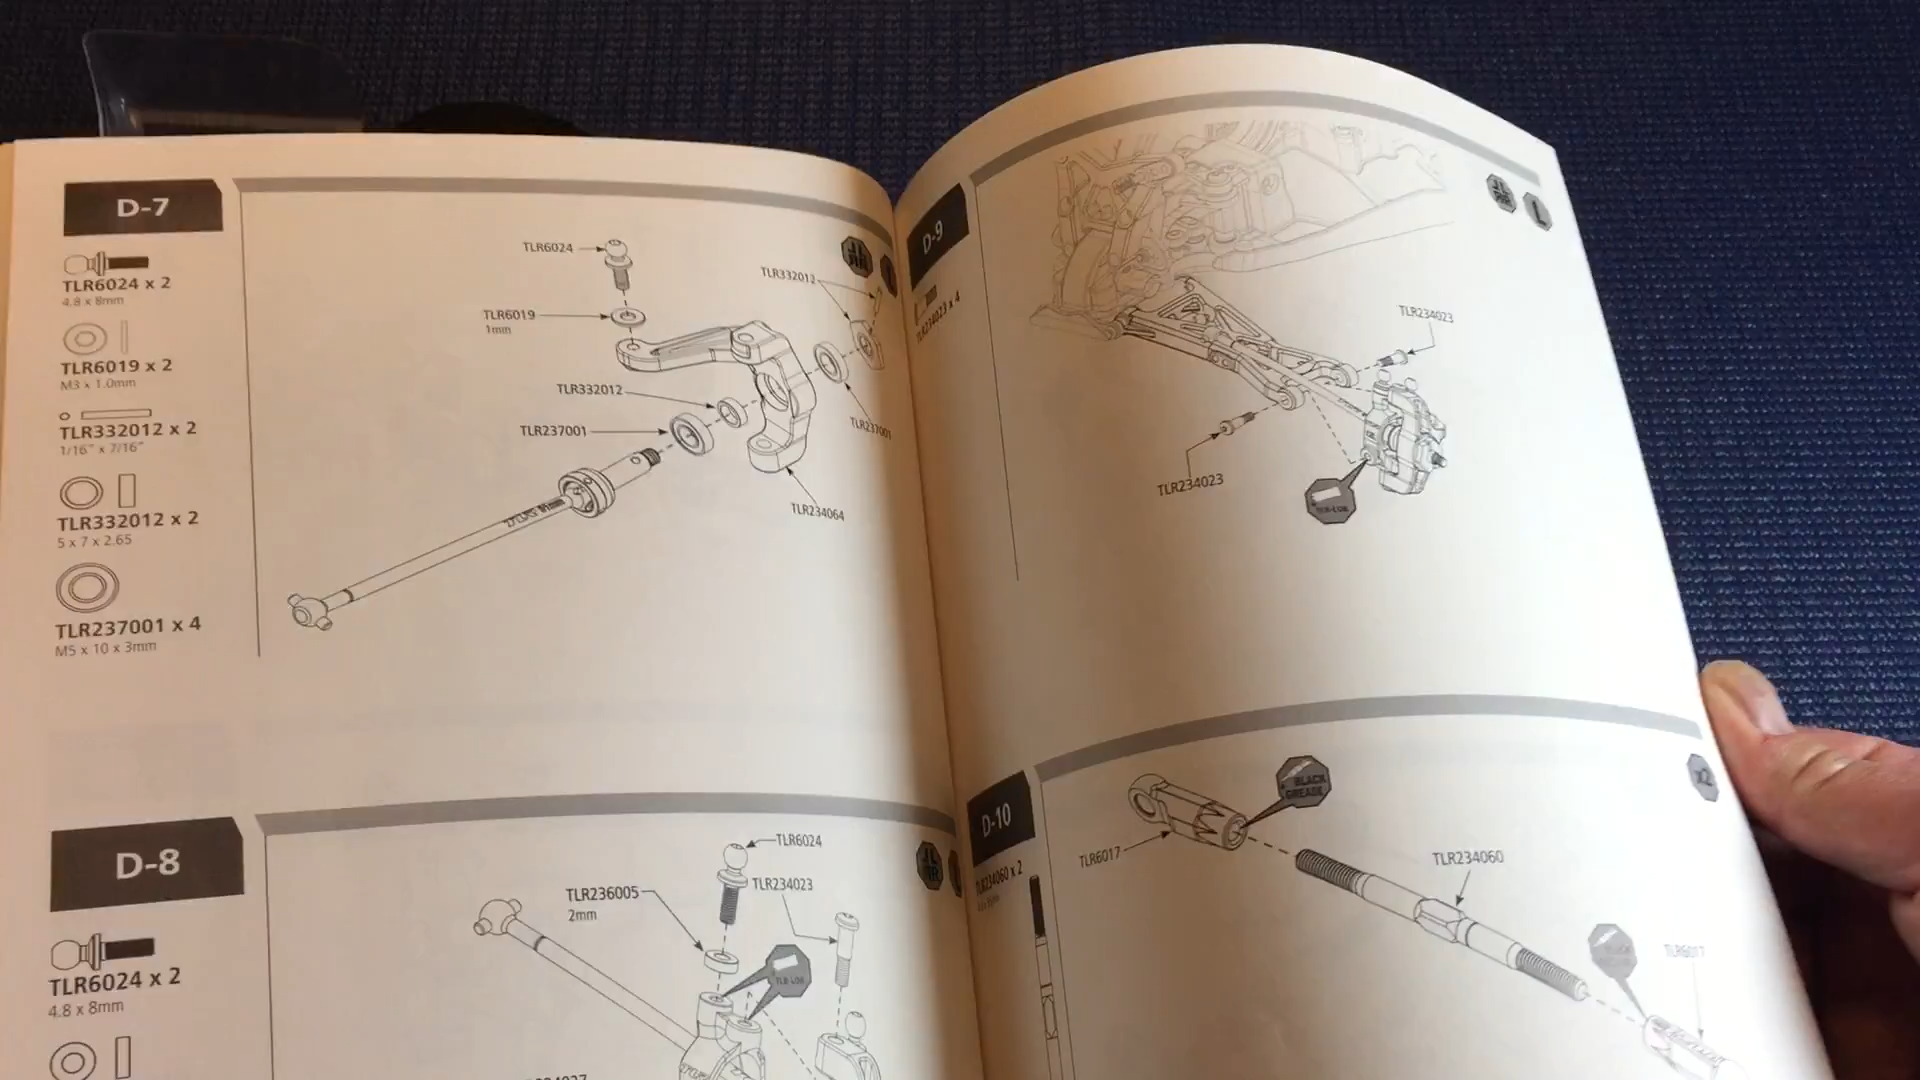 D-7
TLR6024 x 2
4.8 x 8mm
TLR6019 x 2
M3 x 1.0mm
TLR332012 x 2
1/16" x 7/16"
TLR332012 x 2
5 x 7 x 2.65
TLR237001 x 4
M5 x 10 x 3mm
TLR6024
TLR6019
1mm
TLR332012
TLR332012
TLR237001
TLR237001
TLR234064
D-8
TLR6024 x 2
4.8 x 8mm
TLR6024
TLR236005
2mm
TLR234023
D-9
TLR234023 x 4
TLR234023
TLR234023
L
D-10
TLR234060 x 2
x2
BLACK
GREASE
TLR6017
TLR234060
TLR6017